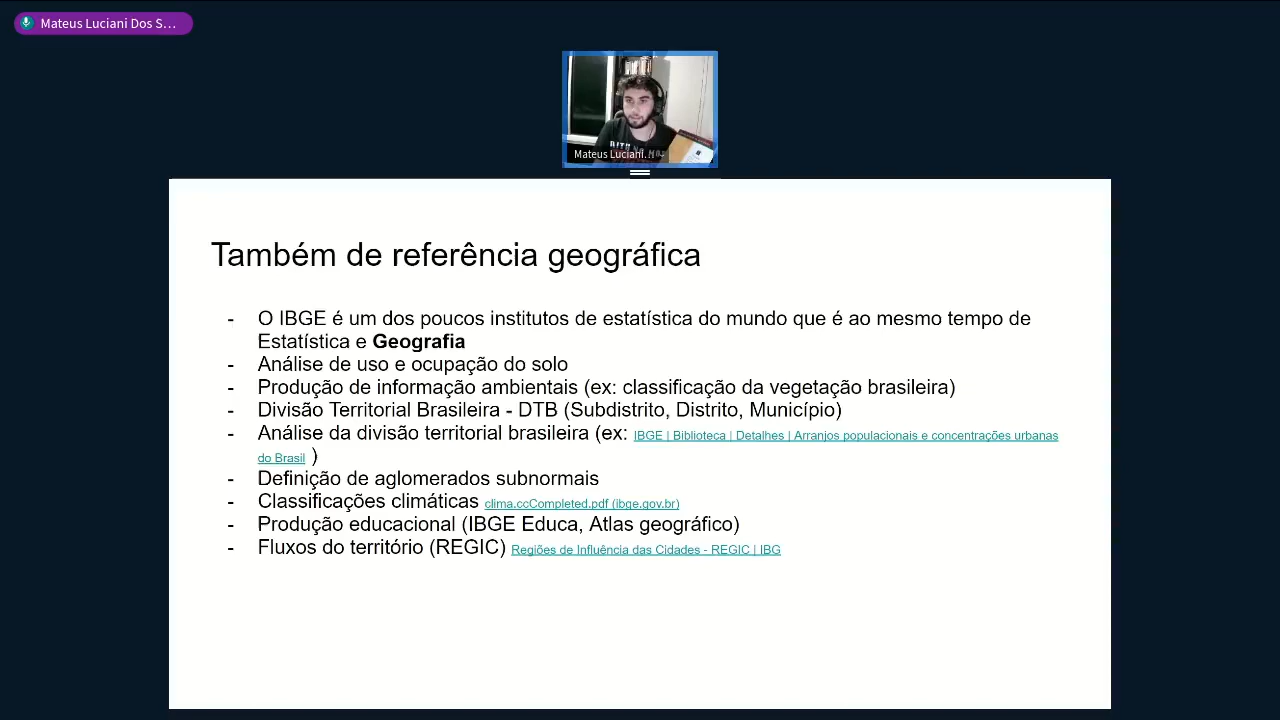 Mateus Luciani Dos S...
Mateus Luciani...
Também de referência geográfica
- O IBGE é um dos poucos institutos de estatística do mundo que é ao mesmo tempo de
Estatística e Geografia
- Análise de uso e ocupação do solo
- Produção de informação ambientais (ex: classificação da vegetação brasileira)
- Divisão Territorial Brasileira - DTB (Subdistrito, Distrito, Município)
- Análise da divisão territorial brasileira (ex: IBGE | Biblioteca | Detalhes | Arranjos populacionais e concentrações urbanas
do Brasil )
- Definição de aglomerados subnormais
- Classificações climáticas clima.ccCompleted.pdf (ibge.gov.br)
- Produção educacional (IBGE Educa, Atlas geográfico)
- Fluxos do território (REGIC) Regiões de Influência das Cidades - REGIC | IBG